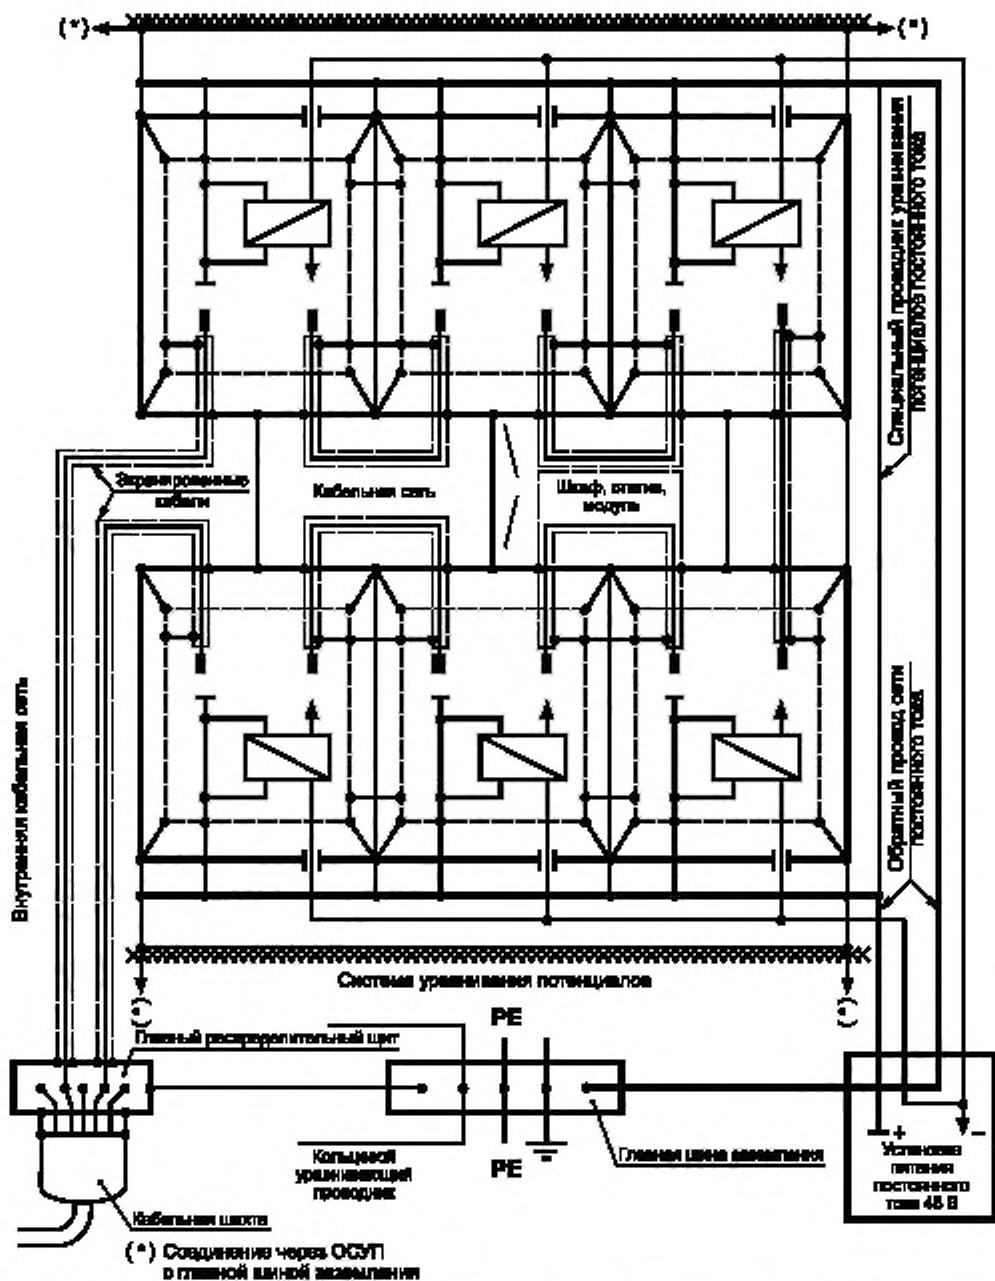 (*)
(*)
Специальный проводник уравнивания
потенциалов постоянного тока
Экранированные
кабели
Кабельная сеть
Шкаф, статив,
модуль
Внутренняя кабельная сеть
Обратный провод сети
постоянного тока
Система уравнивания потенциалов
(*)
(*)
Главный распределительный щит
PE
PE
Кольцевой
уравнивающий
проводник
Главная шина заземления
+
−
Установка
питания
постоянного
тока 48 В
Кабельная шахта
(*) Соединение через ОСУП
с главной шиной заземления